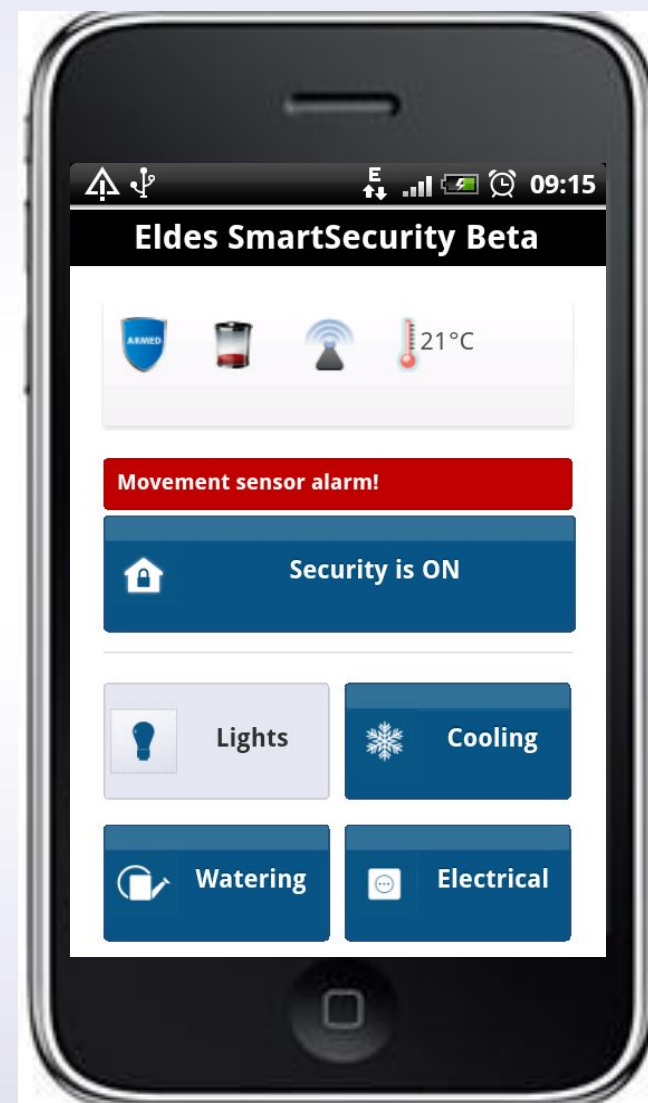 E 09:15
Eldes SmartSecurity Beta
ARMED 21°C
Movement sensor alarm!
Security is ON
Lights Cooling
Watering Electrical